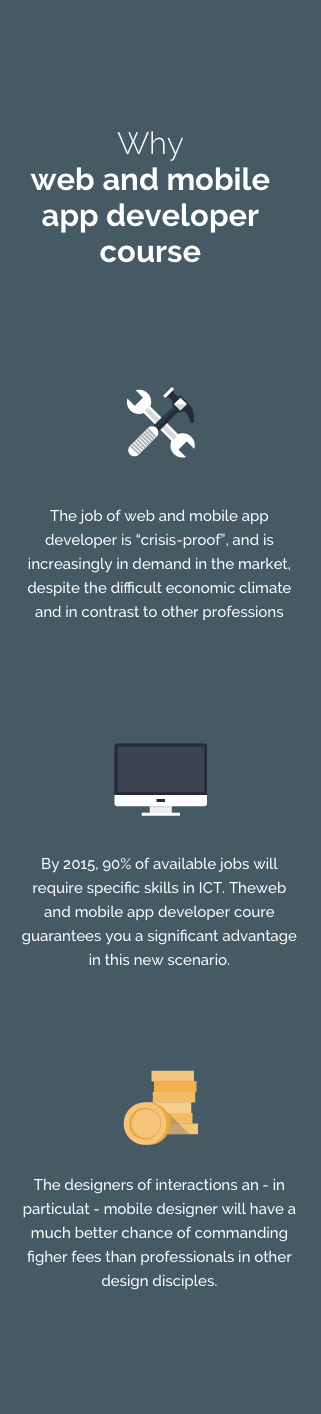 Why
web and mobile
app developer
course
The job of web and mobile app
developer is “crisis-proof”, and is
increasingly in demand in the market,
despite the difficult economic climate
and in contrast to other professions
By 2015, 90% of available jobs will
require specific skills in ICT. Theweb
and mobile app developer coure
guarantees you a significant advantage
in this new scenario.
The designers of interactions an - in
particulat - mobile designer will have a
much better chance of commanding
figher fees than professionals in other
design disciples.